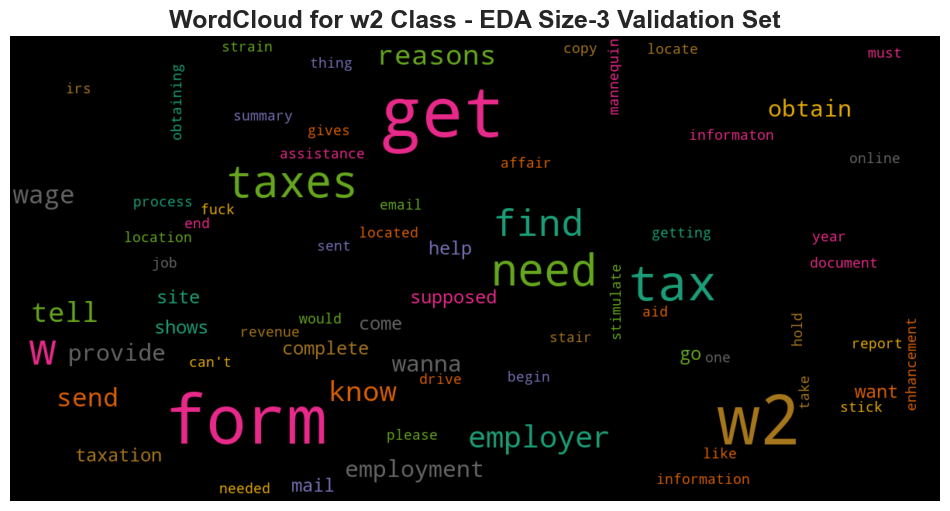 WordCloud for w2 Class - EDA Size-3 Validation Set
strain
reasons
copy
locate
must
thing
mannequin
irs
obtaining
get
obtain
summary
gives
informaton
assistance
affair
online
taxes
wage
process
fuck
email
find
end
location
located
getting
year
sent
help
need
job
tax
document
site
supposed
stimulate
tell
aid
shows
would
come
hold
revenue
stair
report
W
provide
can't
complete
wanna
go
one
enhancement
drive
begin
send
know
take
want
stick
form
w2
please
employer
like
taxation
employment
information
needed
mail